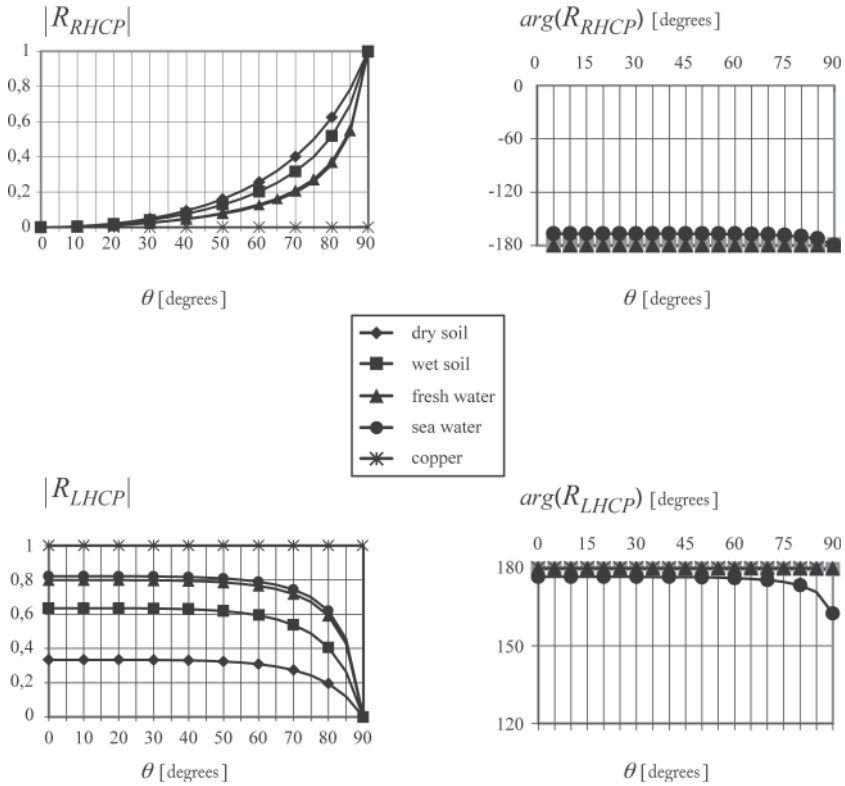 |R_RHCP|
1
0,8
0,6
0,4
0,2
0
0 10 20 30 40 50 60 70 80 90
θ [degrees]
arg(R_RHCP) [degrees]
0 15 30 45 60 75 90
0
-60
-120
-180
θ [degrees]
dry soil
wet soil
fresh water
sea water
copper
|R_LHCP|
1
0,8
0,6
0,4
0,2
0
0 10 20 30 40 50 60 70 80 90
θ [degrees]
arg(R_LHCP) [degrees]
0 15 30 45 60 75 90
180
150
120
θ [degrees]